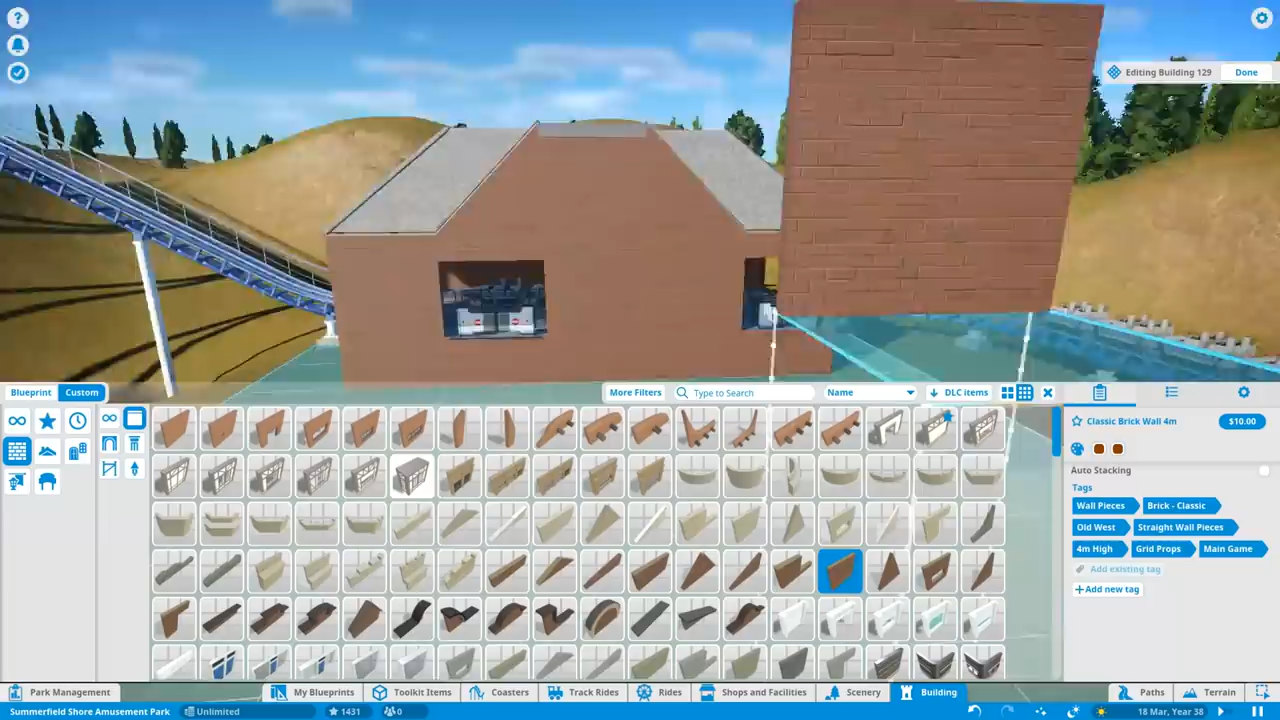 Editing Building 129
Done
Blueprint
Custom
More Filters
Type to Search
Name
DLC items
Classic Brick Wall 4m
$10.00
Auto Stacking
Tags
Wall Pieces
Brick - Classic
Old West
Straight Wall Pieces
4m High
Grid Props
Main Game
Add existing tag
+ Add new tag
Park Management
My Blueprints
Toolkit Items
Coasters
Track Rides
Rides
Shops and Facilities
Scenery
Building
Paths
Terrain
Summerfield Shore Amusement Park
Unlimited
1431
0
18 Mar, Year 38